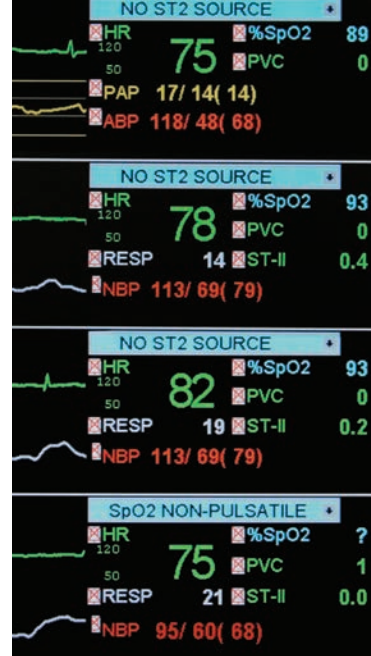 NO ST2 SOURCE
HR %SpO2 89
120
50 75 PVC 0
PAP 17/ 14( 14)
ABP 118/ 48( 68)
NO ST2 SOURCE
HR %SpO2 93
120
50 78 PVC 0
RESP 14 ST-II 0.4
NBP 113/ 69( 79)
NO ST2 SOURCE
HR %SpO2 93
120
50 82 PVC 0
RESP 19 ST-II 0.2
NBP 113/ 69( 79)
SpO2 NON-PULSATILE
HR %SpO2 ?
120
50 75 PVC 1
RESP 21 ST-II 0.0
NBP 95/ 60( 68)